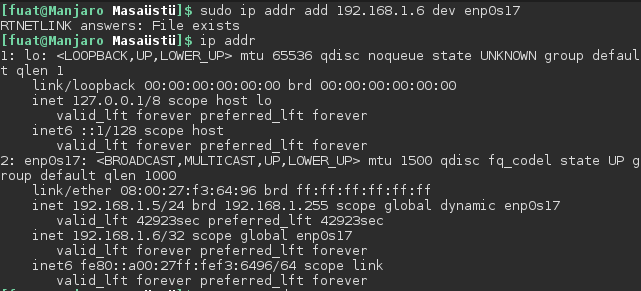 [fuat@Manjaro Masaüstü]$ sudo ip addr add 192.168.1.6 dev enp0s17
RTNETLINK answers: File exists
[fuat@Manjaro Masaüstü]$ ip addr
1: lo: <LOOPBACK,UP,LOWER_UP> mtu 65536 qdisc noqueue state UNKNOWN group defaul
t qlen 1
    link/loopback 00:00:00:00:00:00 brd 00:00:00:00:00:00
    inet 127.0.0.1/8 scope host lo
       valid_lft forever preferred_lft forever
    inet6 ::1/128 scope host
       valid_lft forever preferred_lft forever
2: enp0s17: <BROADCAST,MULTICAST,UP,LOWER_UP> mtu 1500 qdisc fq_codel state UP g
roup default qlen 1000
    link/ether 08:00:27:f3:64:96 brd ff:ff:ff:ff:ff:ff
    inet 192.168.1.5/24 brd 192.168.1.255 scope global dynamic enp0s17
       valid_lft 42923sec preferred_lft 42923sec
    inet 192.168.1.6/32 scope global enp0s17
       valid_lft forever preferred_lft forever
    inet6 fe80::a00:27ff:fef3:6496/64 scope link
       valid_lft forever preferred_lft forever